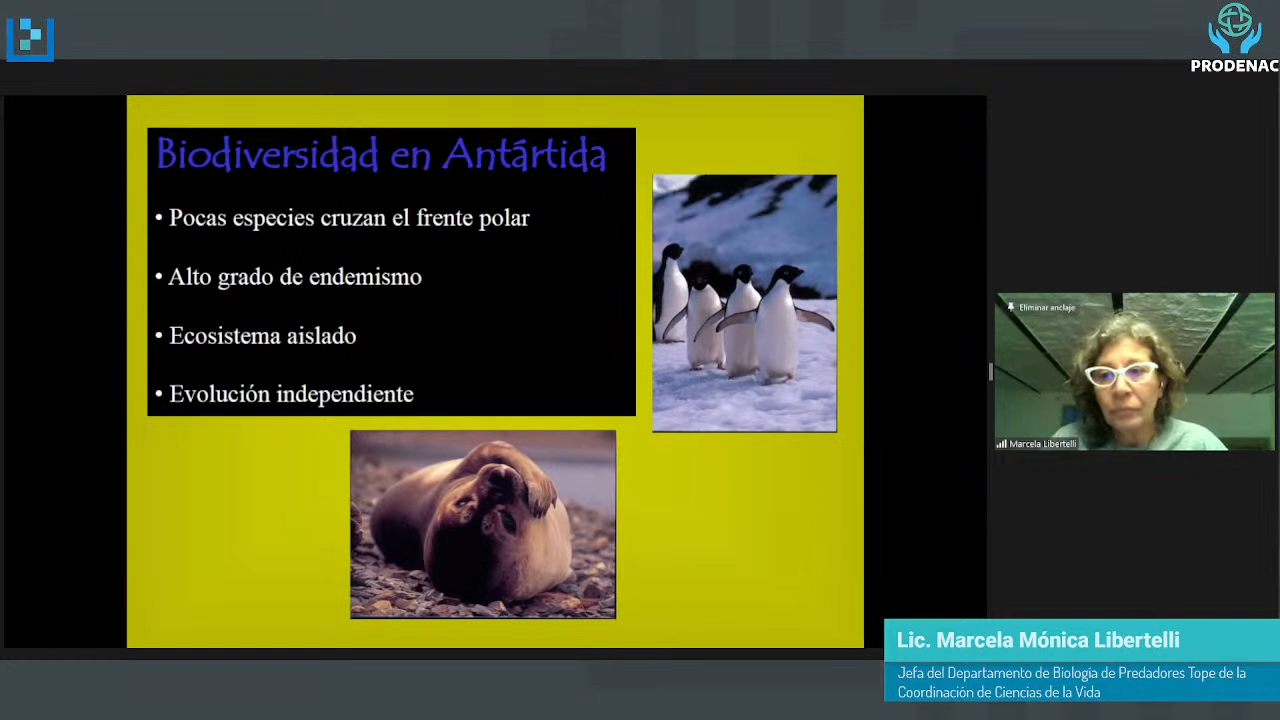 PRODENAC
Biodiversidad en Antártida
• Pocas especies cruzan el frente polar
• Alto grado de endemismo
• Ecosistema aislado
• Evolución independiente
Eliminar anclaje
Marcela Libertelli
Lic. Marcela Mónica Libertelli
Jefa del Departamento de Biología de Predadores Tope de la
Coordinación de Ciencias de la Vida